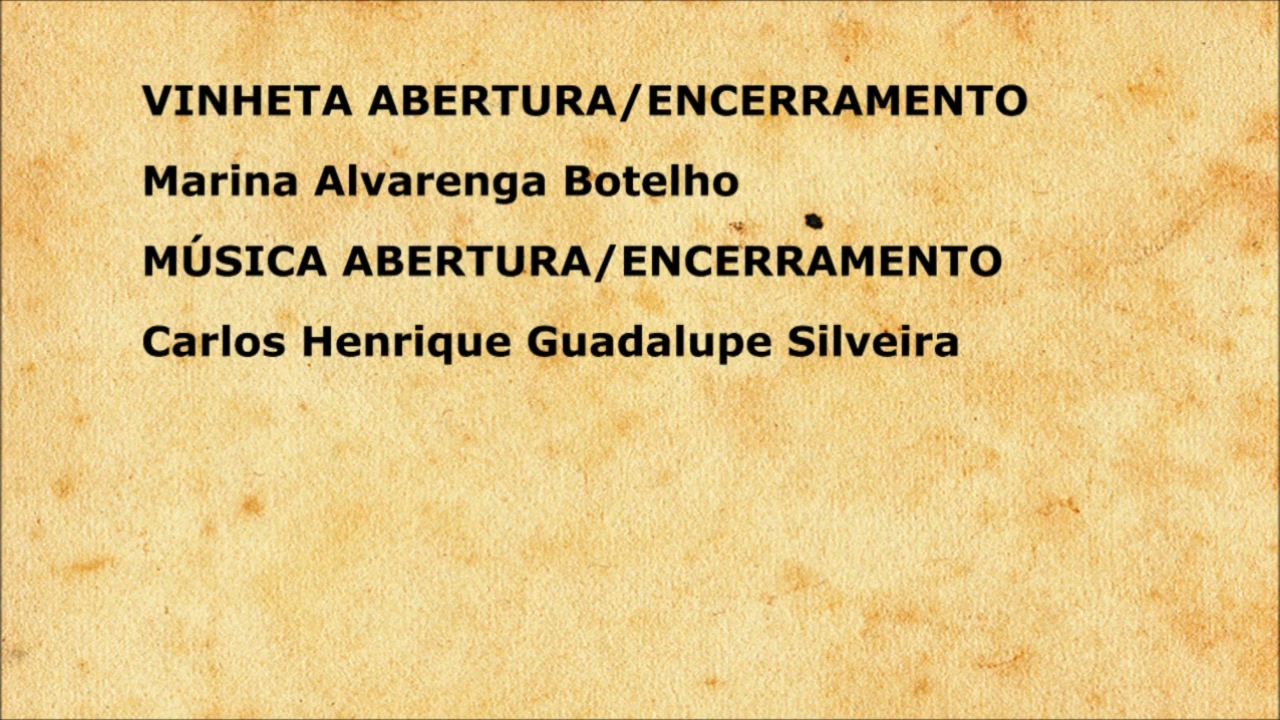 VINHETA ABERTURA/ENCERRAMENTO
Marina Alvarenga Botelho
MÚSICA ABERTURA/ENCERRAMENTO
Carlos Henrique Guadalupe Silveira